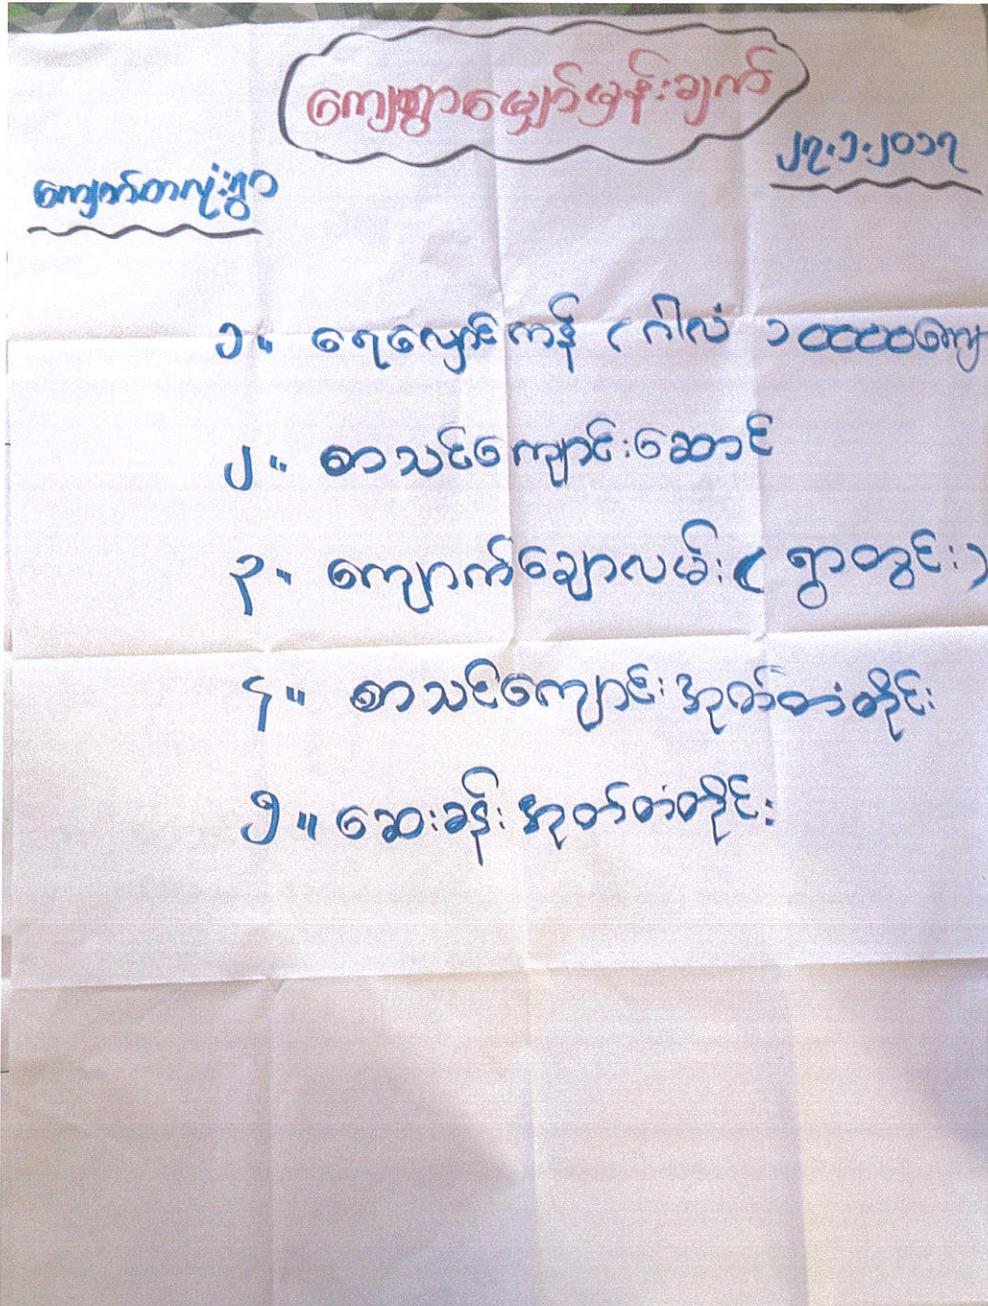 ကျေးရွာမျှော်မှန်းချက်
၂၇.၁.၂၀၁၇
ကျောက်တလုံးရွာ
၁။ ရေလှောင်ကန် ( ဂါလံ ၁၀၀၀၀ကျေ
၂။ စာသင်ကျောင်းဆောင်
၃။ ကျောက်ချောလမ်း ( ရွာတွင်း )
၄။ စာသင်ကျောင်း အုတ်တံတိုင်း
၅။ ဆေးခန်း အုတ်တံတိုင်း